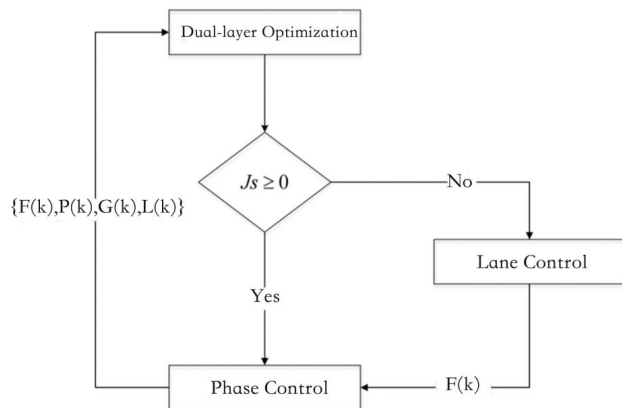 Dual-layer Optimization
Js ≥ 0
No
{F(k),P(k),G(k),L(k)}
Lane Control
Yes
Phase Control
F(k)